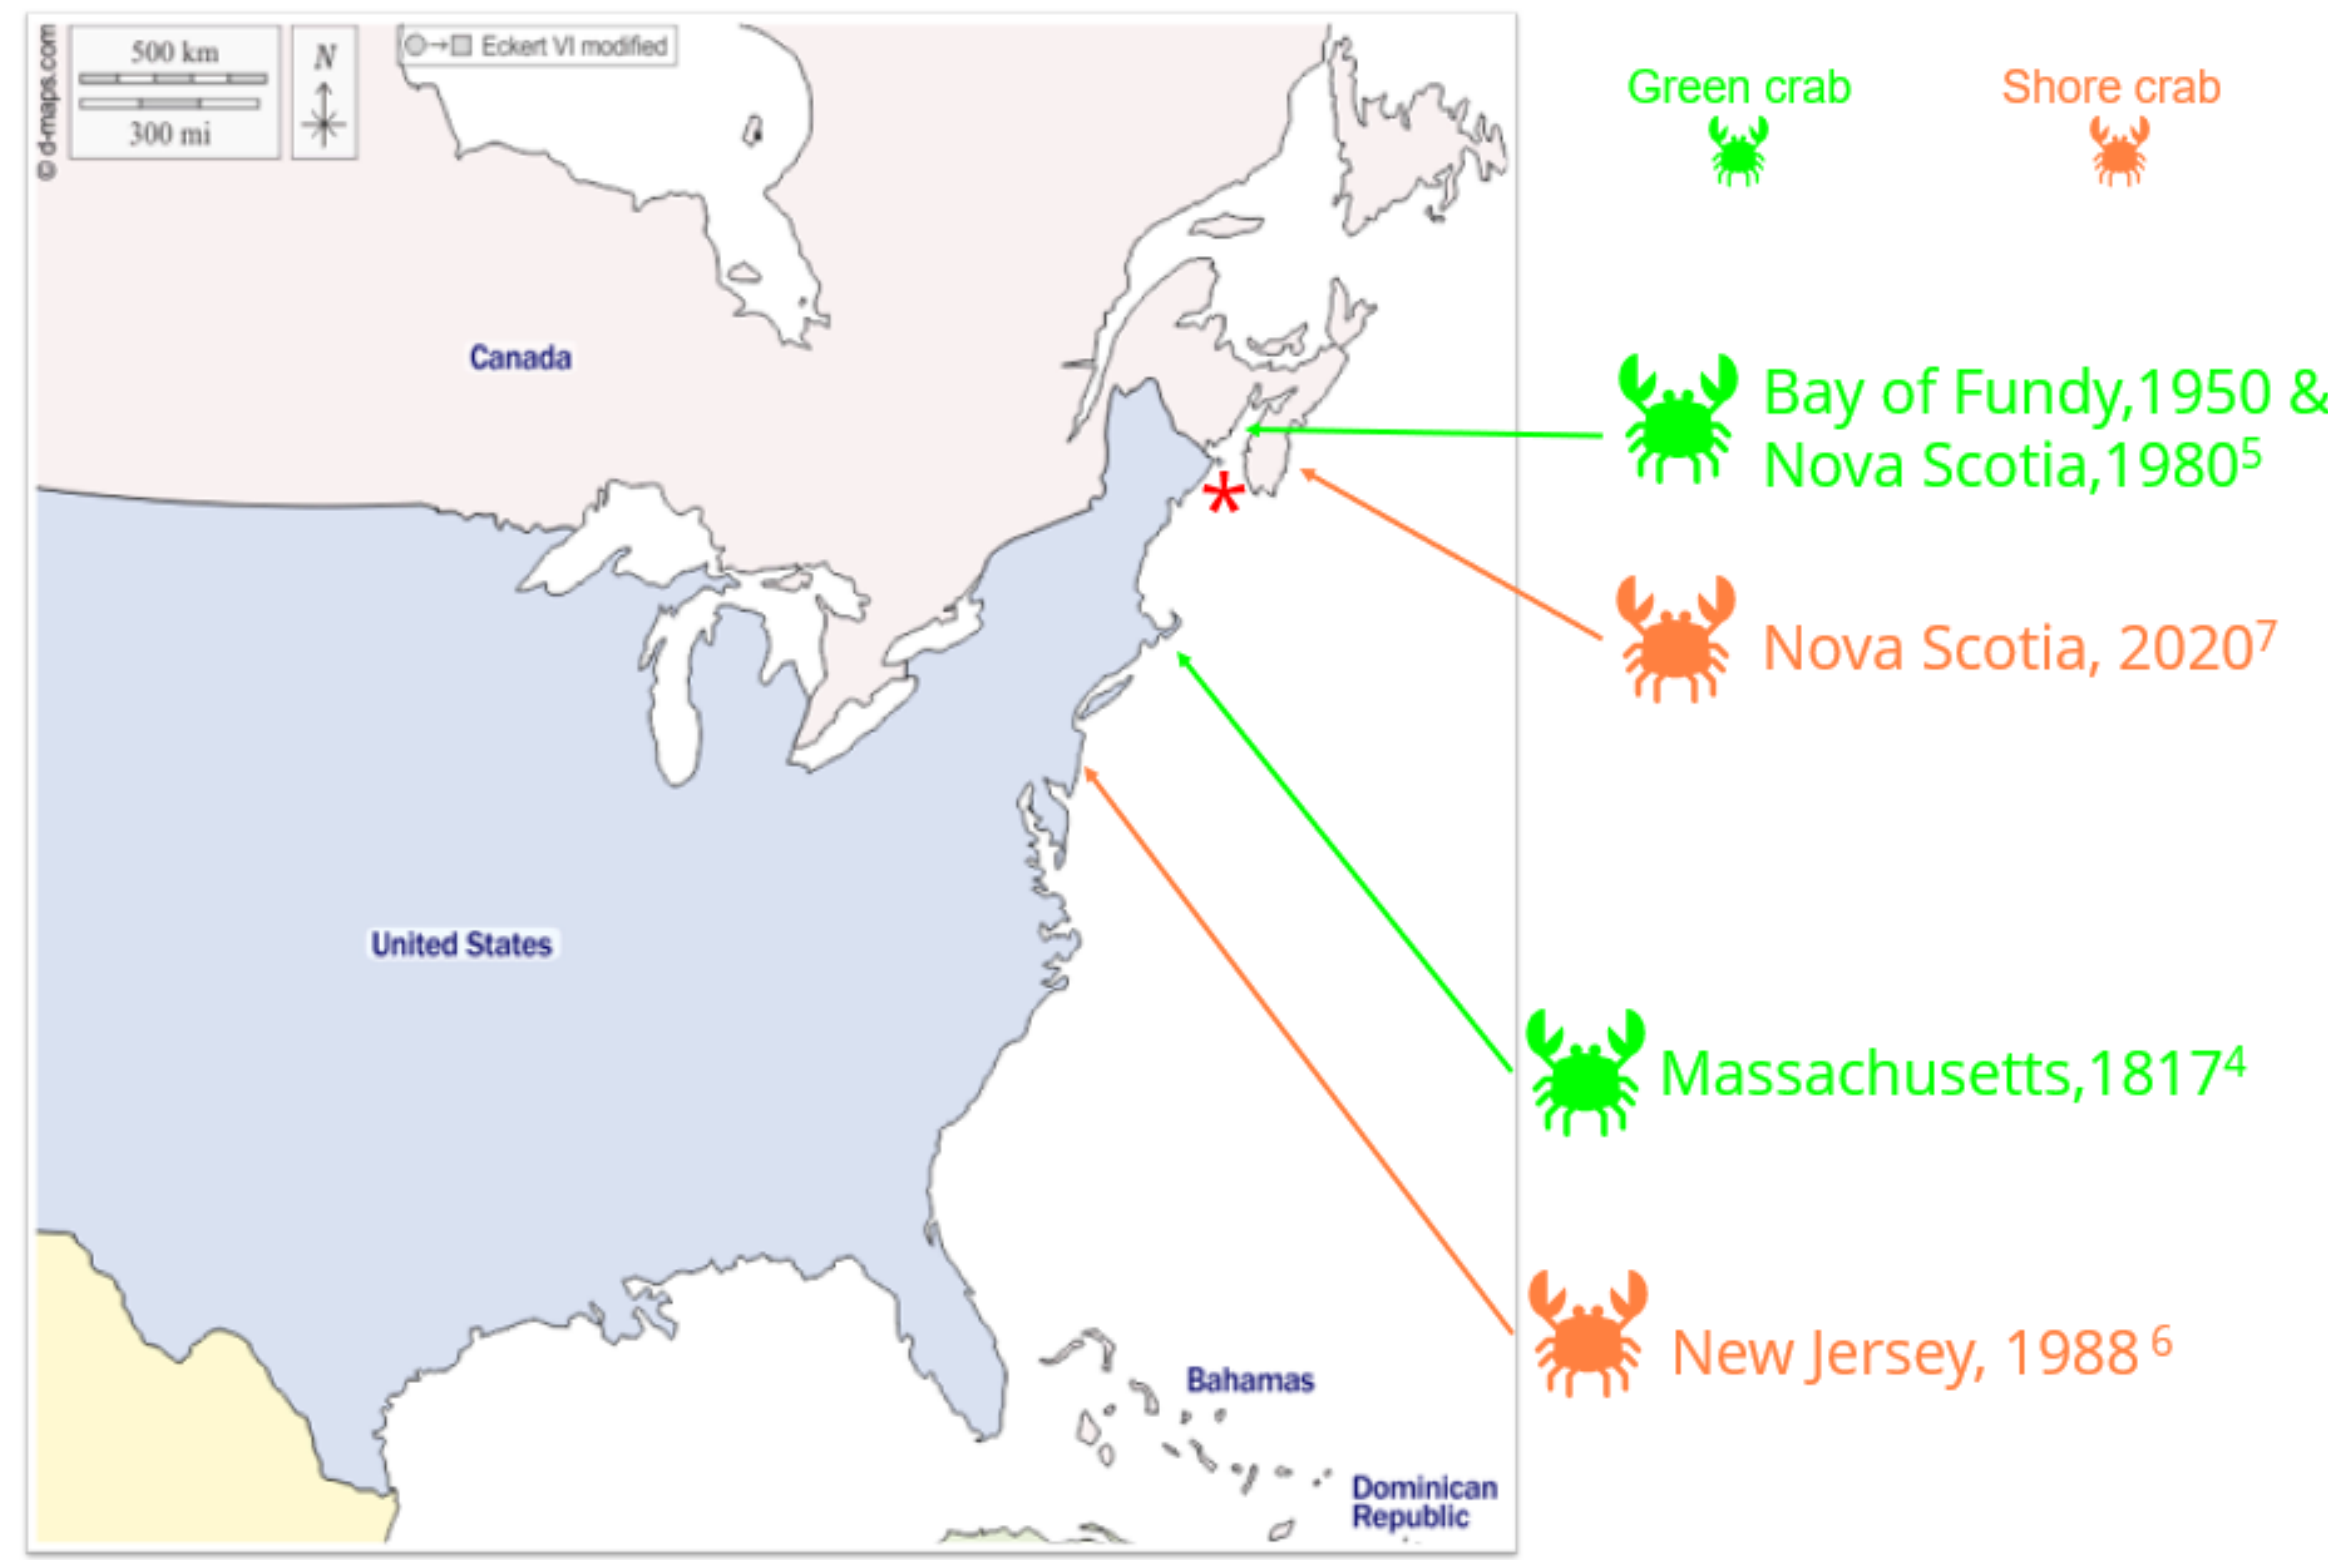 © d-maps.com
500 km
300 mi
N
Eckert VI modified
Green crab
Shore crab
Canada
Bay of Fundy,1950 &
Nova Scotia,1980⁵
*
Nova Scotia, 2020⁷
United States
Massachusetts,1817⁴
New Jersey, 1988 ⁶
Bahamas
Dominican
Republic